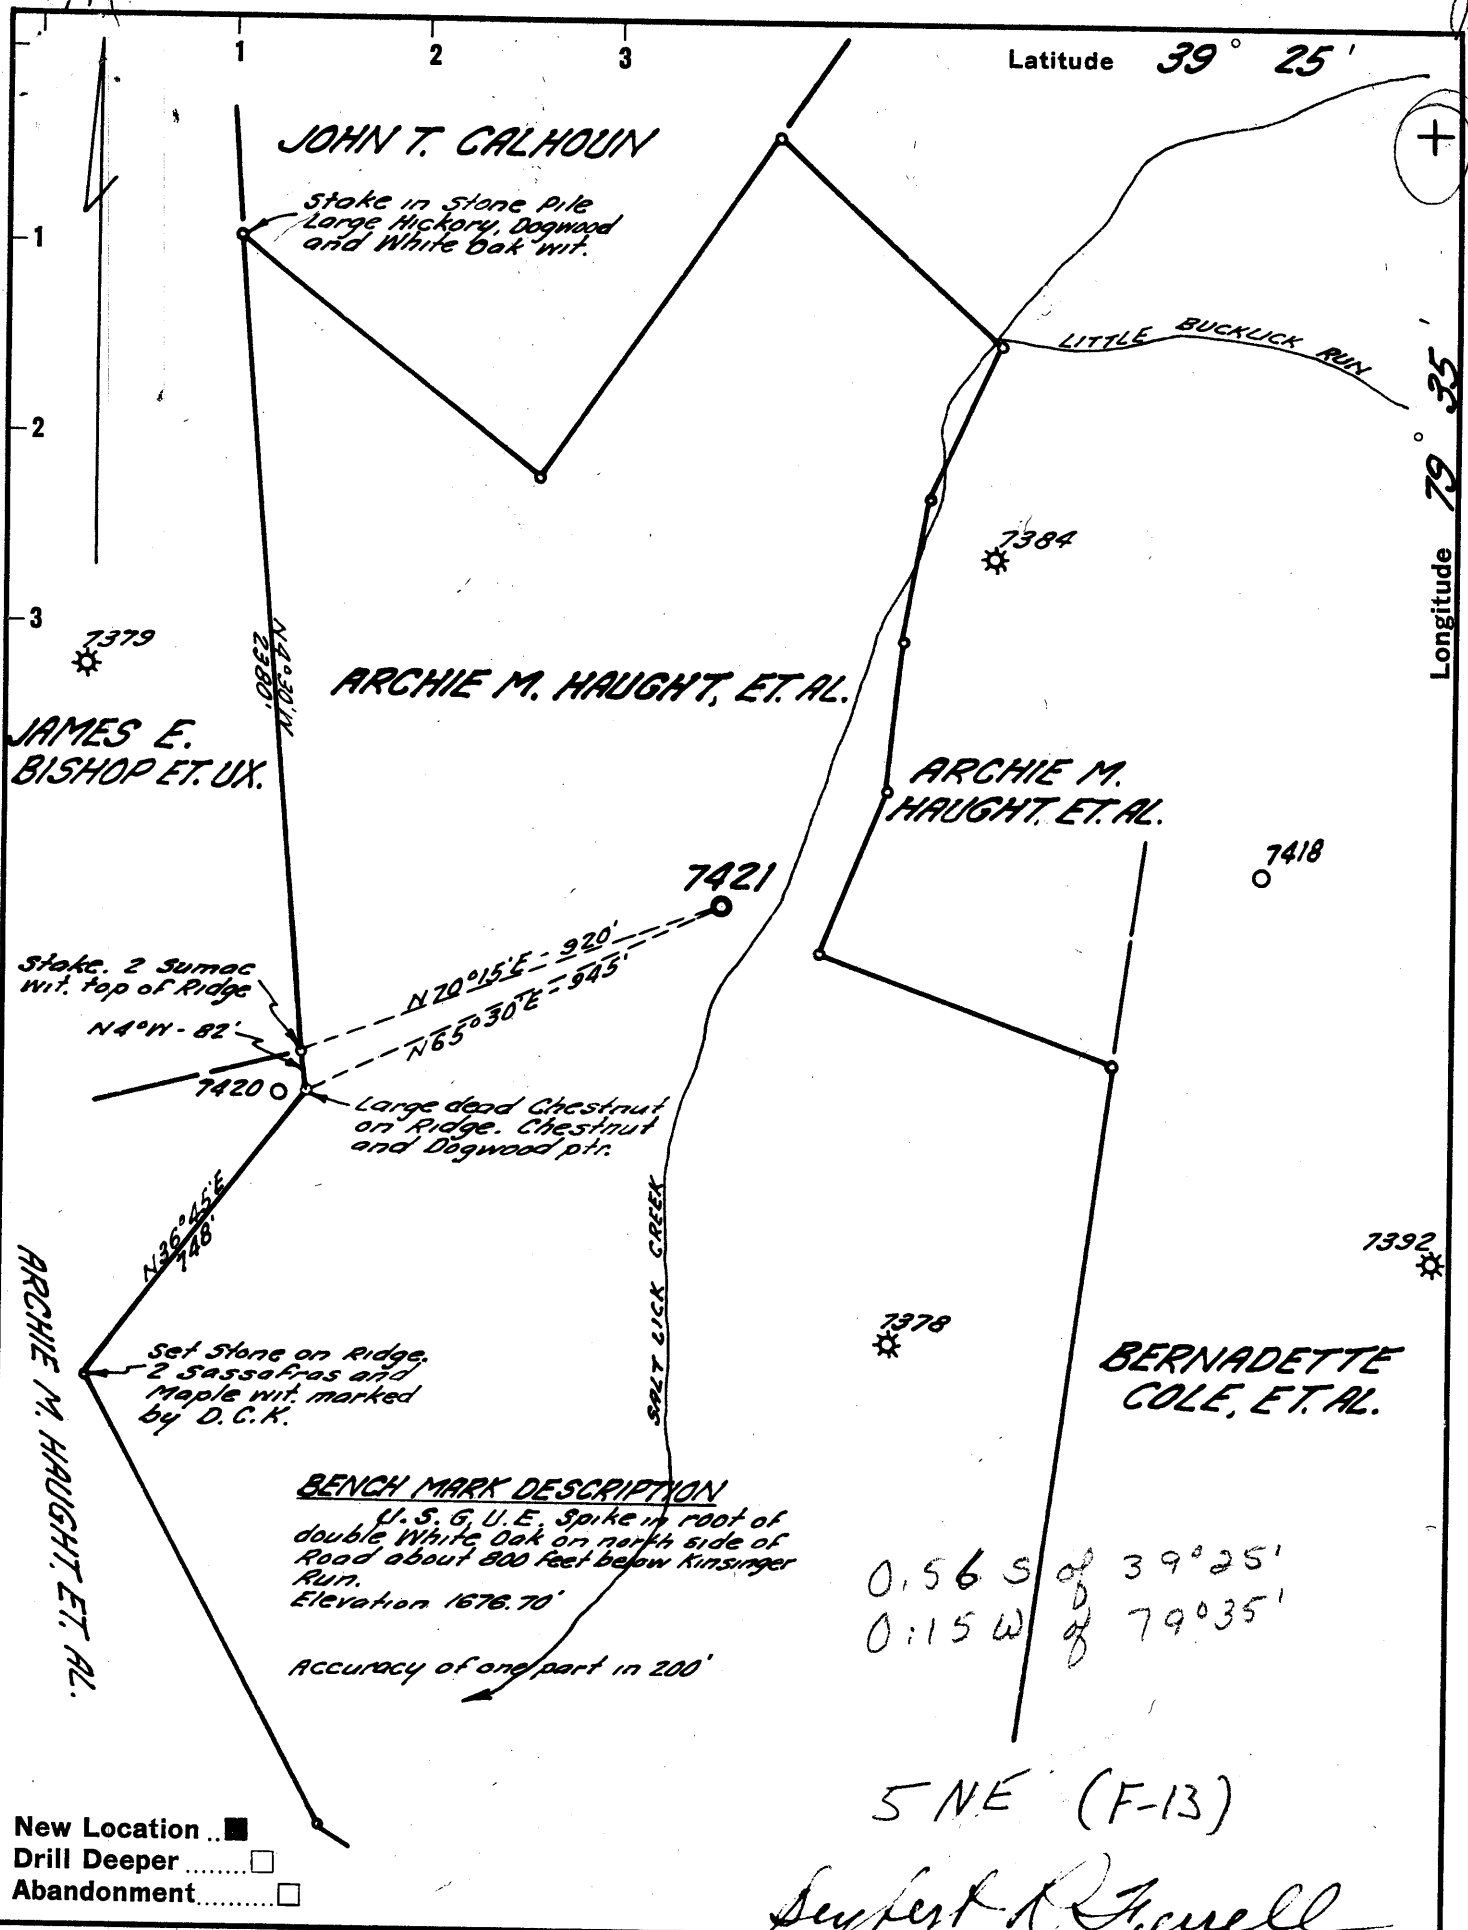 1
2
3
Latitude 39° 25'
JOHN T. CALHOUN
Stake in Stone Pile
Large Hickory, Dogwood
and White Oak wit.
1
LITTLE BUCKLICK RUN
Longitude 79° 35'
2
7384
3
7379
N4°30'W
2380'
ARCHIE M. HAUGHT, ET. AL.
JAMES E.
BISHOP ET. UX.
ARCHIE M.
HAUGHT, ET. AL.
7418
7421
N70°15'E - 920'
N65°30'E - 945'
Stake. 2 Sumac
wit. top of Ridge
N4°W - 82'
7420
Large dead Chestnut
on Ridge. Chestnut
and Dogwood ptr.
N36°45'E
748'
SALT LICK CREEK
7392
7378
ARCHIE M. HAUGHT, ET. AL.
Set Stone on Ridge.
2 Sassafras and
Maple wit. marked
by D.C.K.
BERNADETTE
COLE, ET. AL.
BENCH MARK DESCRIPTION
U.S.G.U.E. Spike in root of
double White Oak on north side of
Road about 800 feet below Kinsinger
Run.
Elevation 1676.70'
Accuracy of one part in 200'
0.56 S of 39°25'
0.15 W of 79°35'
5 NE (F-13)
New Location .. ■
Drill Deeper ........ □
Abandonment .......... □